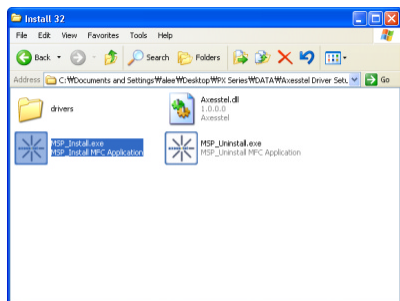 Install 32
File Edit View Favorites Tools Help
Back Search Folders
Address C:₩Documents and Settings₩alee₩Desktop₩PX Series₩DATA₩Axesstel Driver Setu Go
drivers
Axesstel.dll
1.0.0.0
Axesstel
MSP_Install.exe
MSP_Install MFC Application
MSP_Uninstall.exe
MSP_Uninstall MFC Application